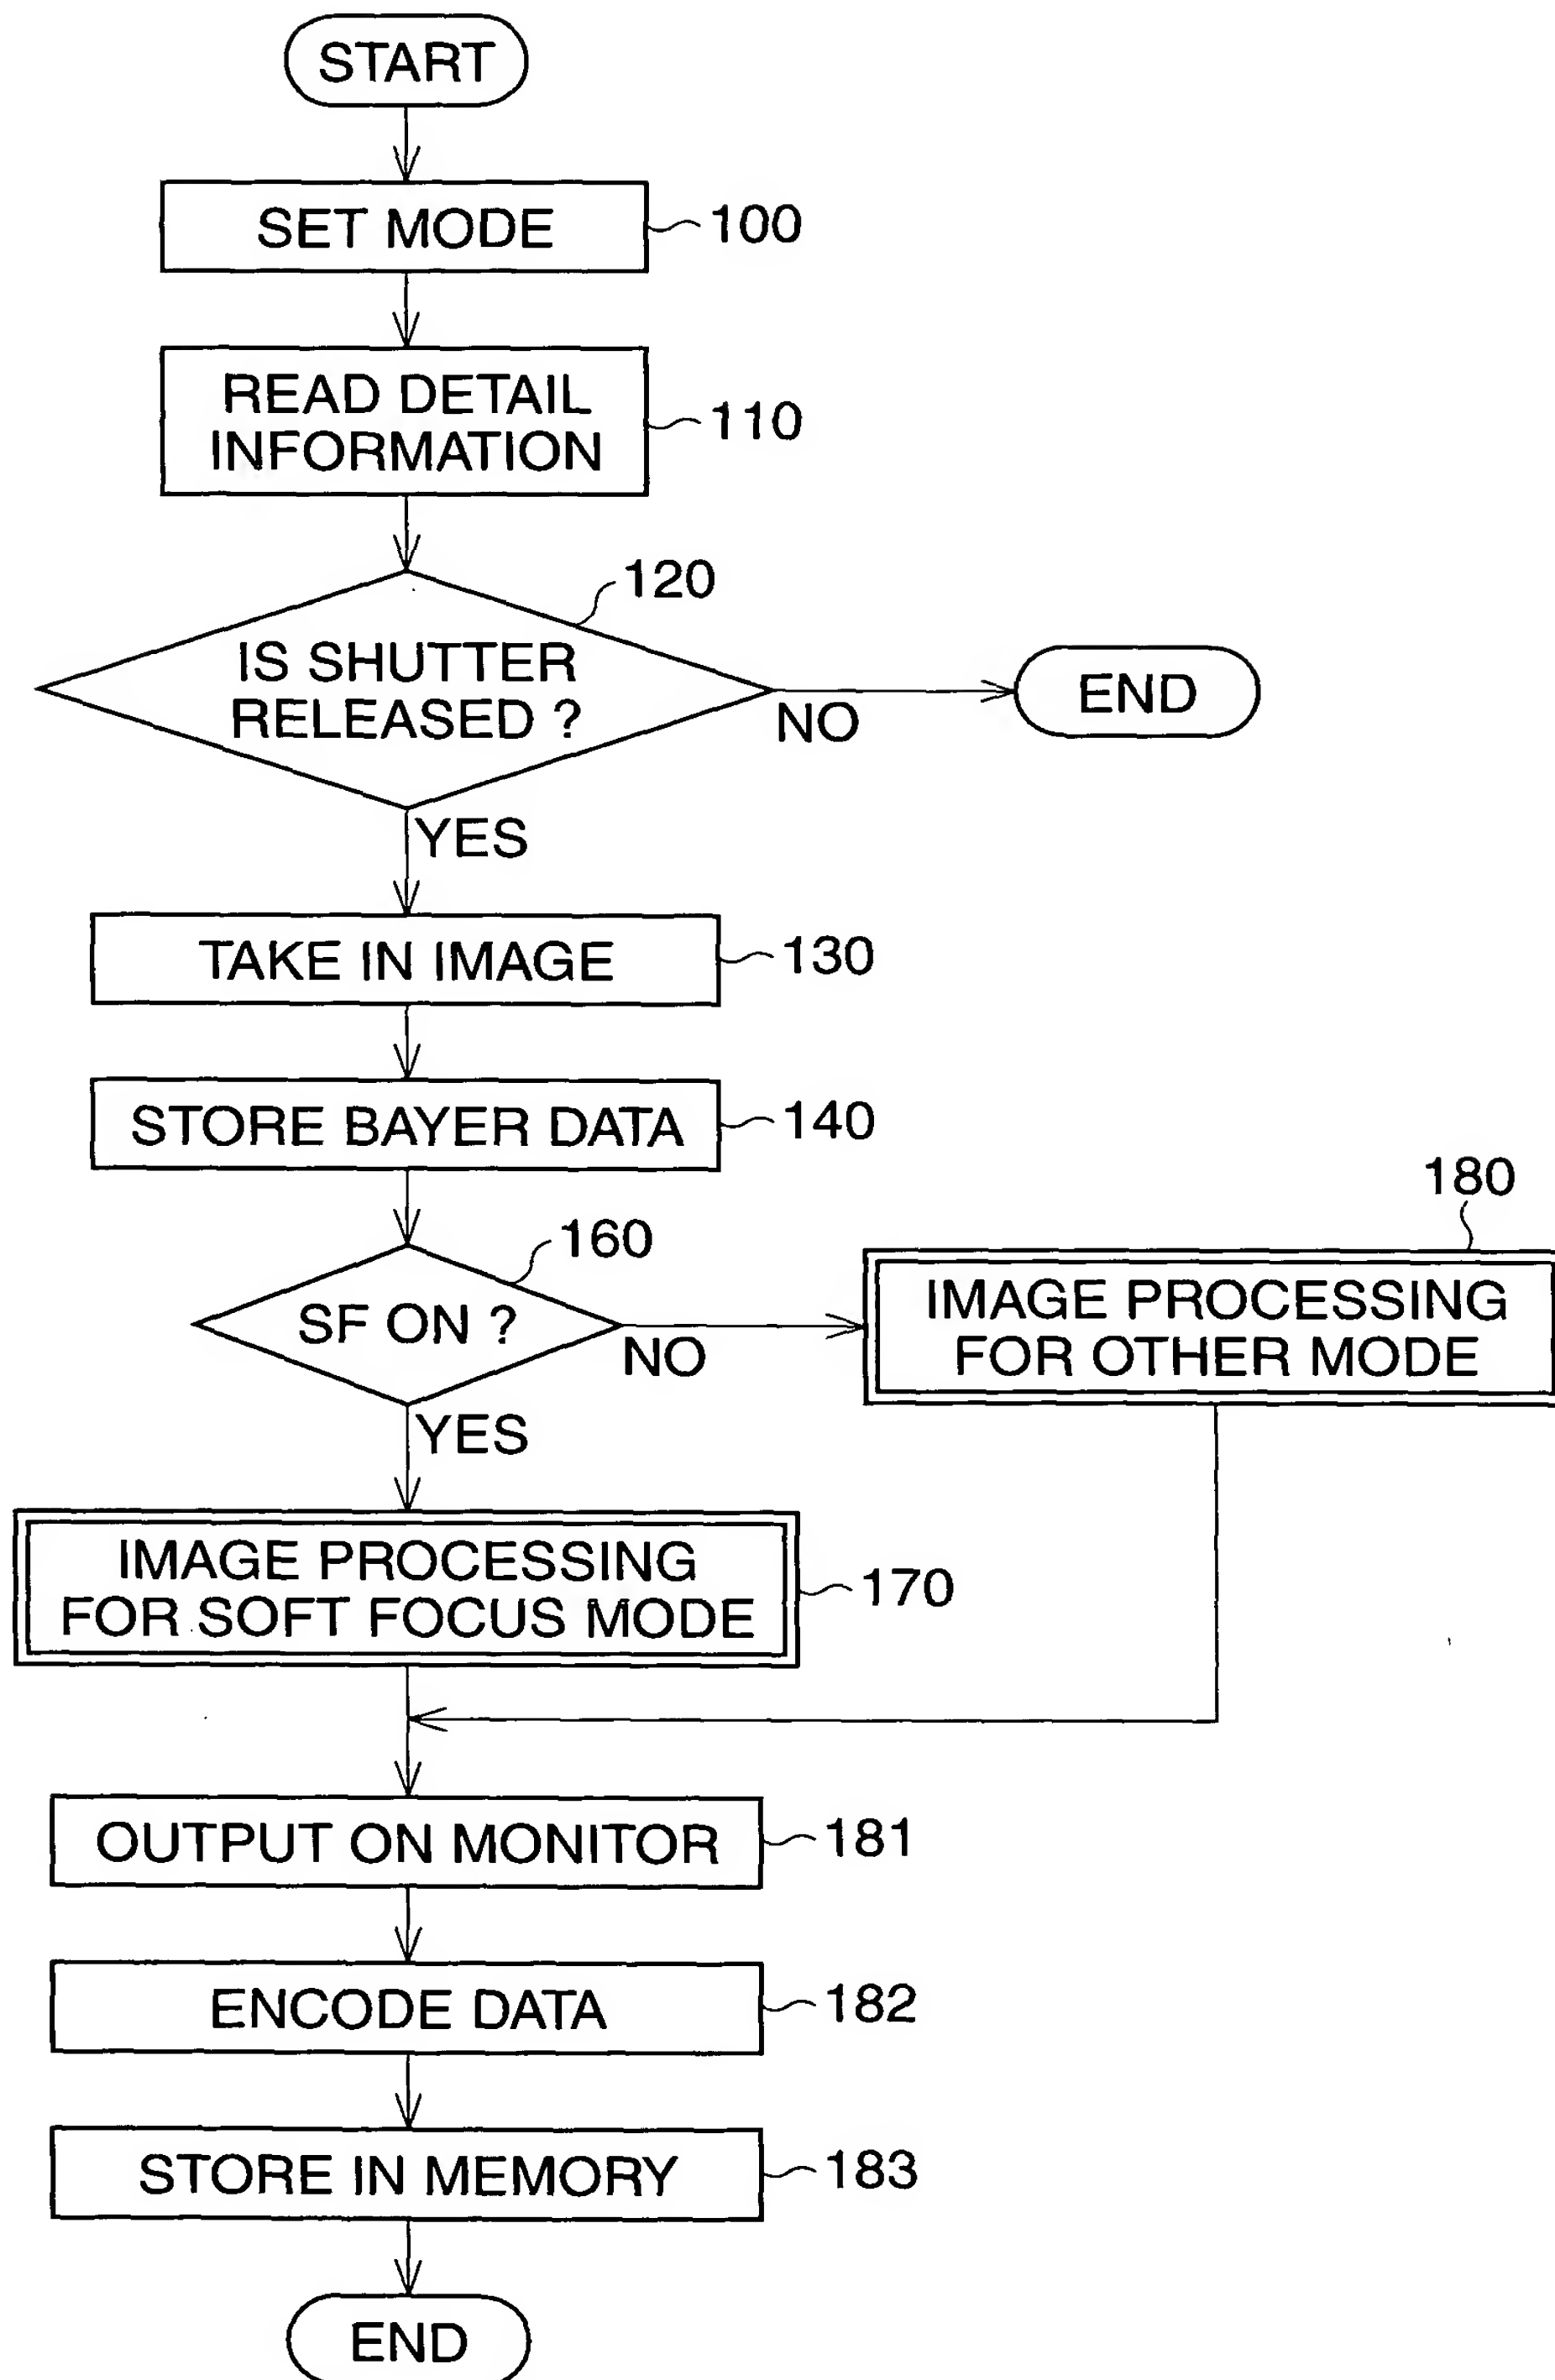 START
SET MODE
100
READ DETAIL
INFORMATION
110
120
IS SHUTTER
RELEASED ?
NO
END
YES
TAKE IN IMAGE
130
STORE BAYER DATA
140
160
SF ON ?
NO
180
IMAGE PROCESSING
FOR OTHER MODE
YES
IMAGE PROCESSING
FOR SOFT FOCUS MODE
170
OUTPUT ON MONITOR
181
ENCODE DATA
182
STORE IN MEMORY
183
END